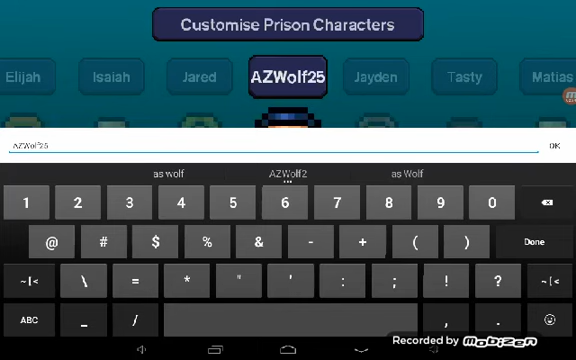 Customise Prison Characters
Elijah Isaiah Jared AZWolf25 Jayden Tasty Matias
AZWolf25 OK
as wolf AZWolf2 as Wolf
1 2 3 4 5 6 7 8 9 0
@ # $ % & - + ( ) Done
~[< \ = * " ' : ; ! ? ~[<
ABC _ / , .
Recorded by mobizen